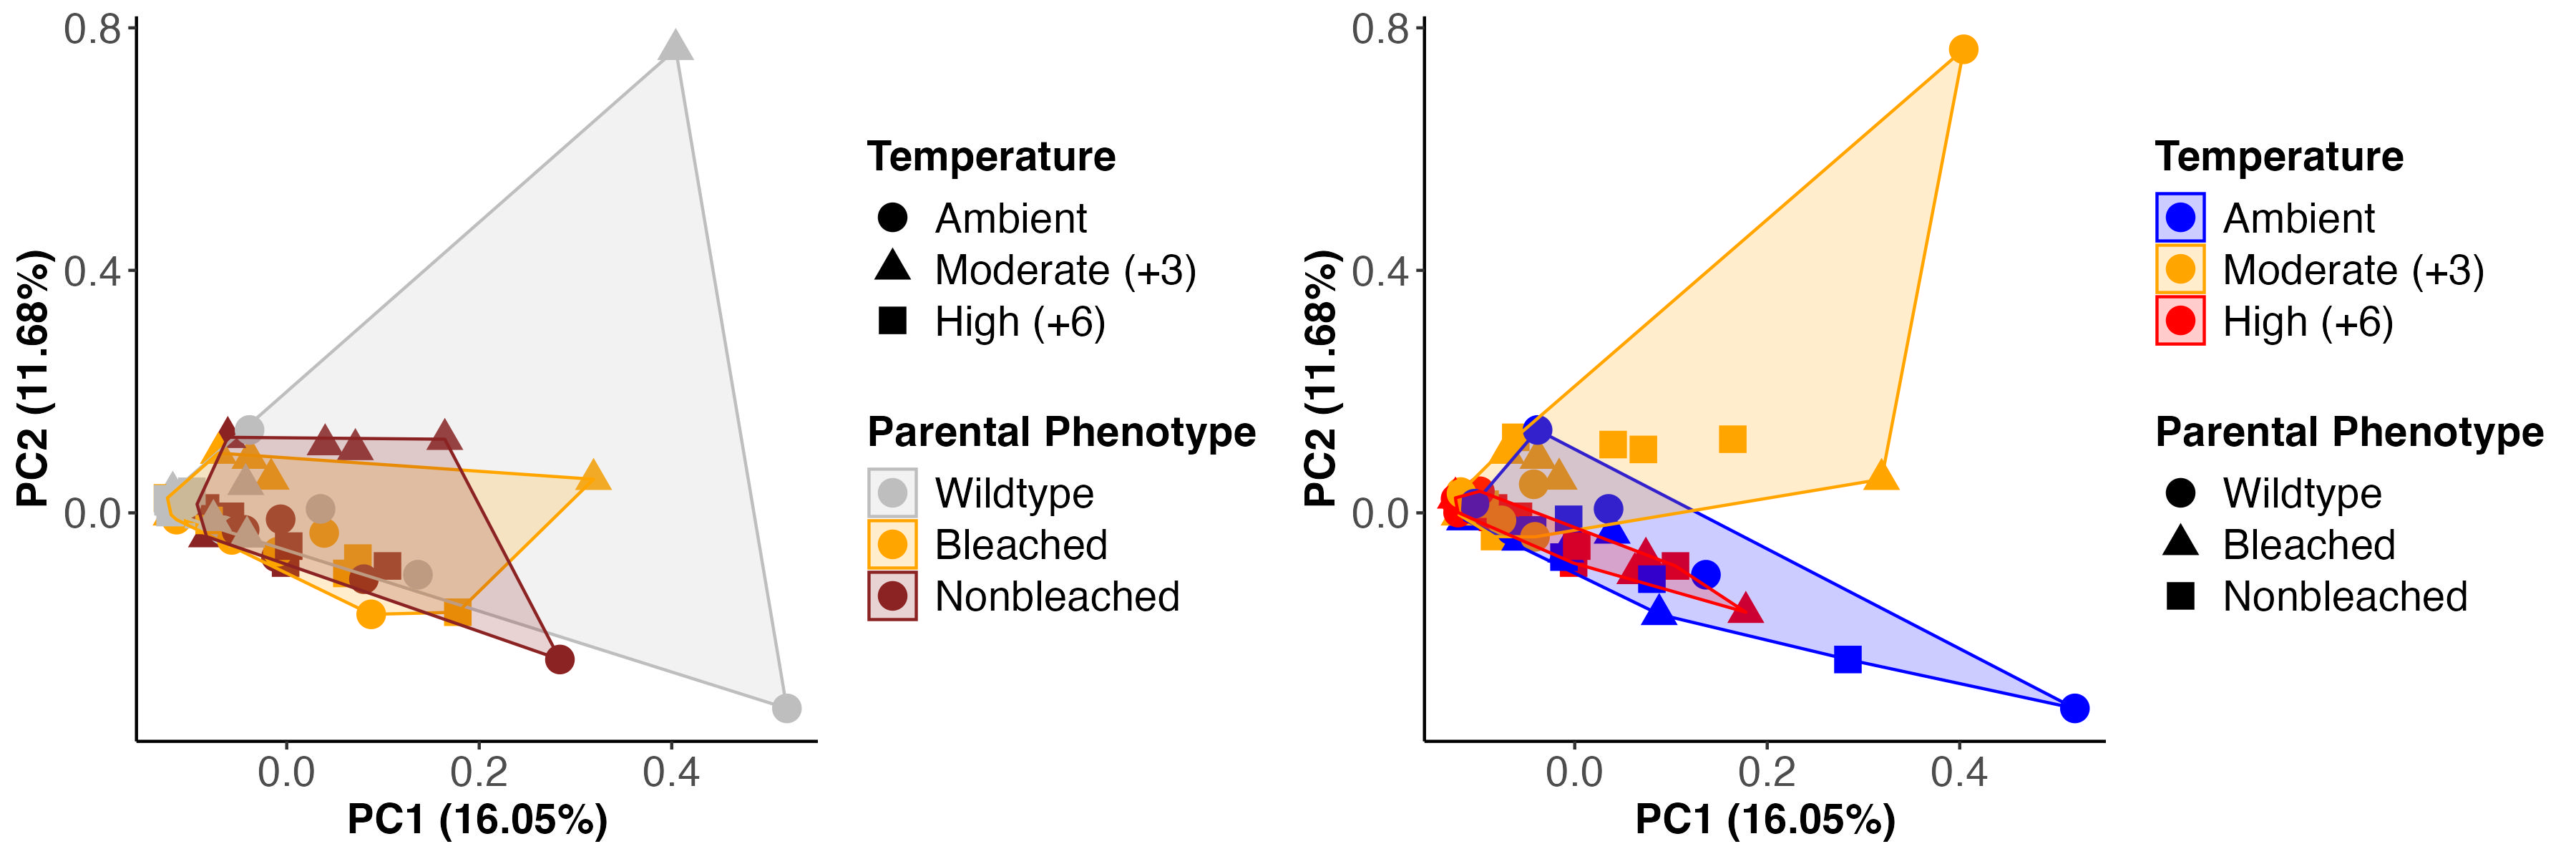 0.8
0.4
0.0
PC2 (11.68%)
0.0 0.2 0.4
PC1 (16.05%)
Temperature
Ambient
Moderate (+3)
High (+6)
Parental Phenotype
Wildtype
Bleached
Nonbleached
0.8
0.4
0.0
PC2 (11.68%)
0.0 0.2 0.4
PC1 (16.05%)
Temperature
Ambient
Moderate (+3)
High (+6)
Parental Phenotype
Wildtype
Bleached
Nonbleached